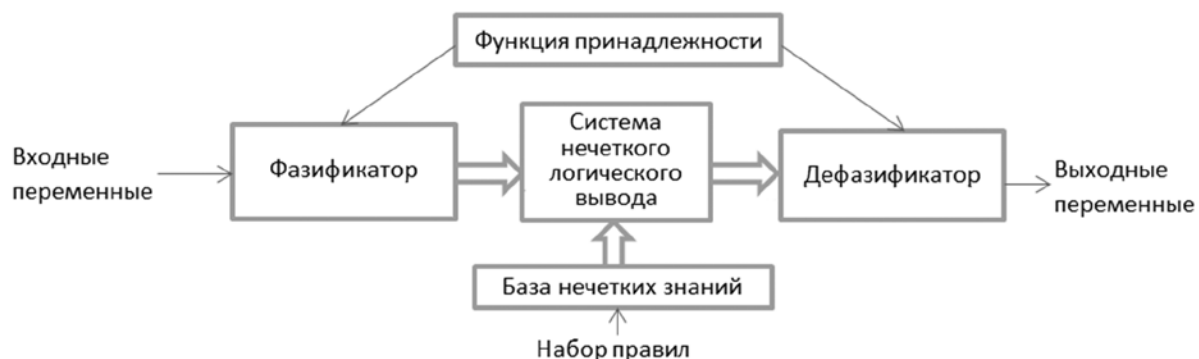 Функция принадлежности
Входные
переменные
Фазификатор
Система
нечеткого
логического
вывода
Дефазификатор
Выходные
переменные
База нечетких знаний
Набор правил